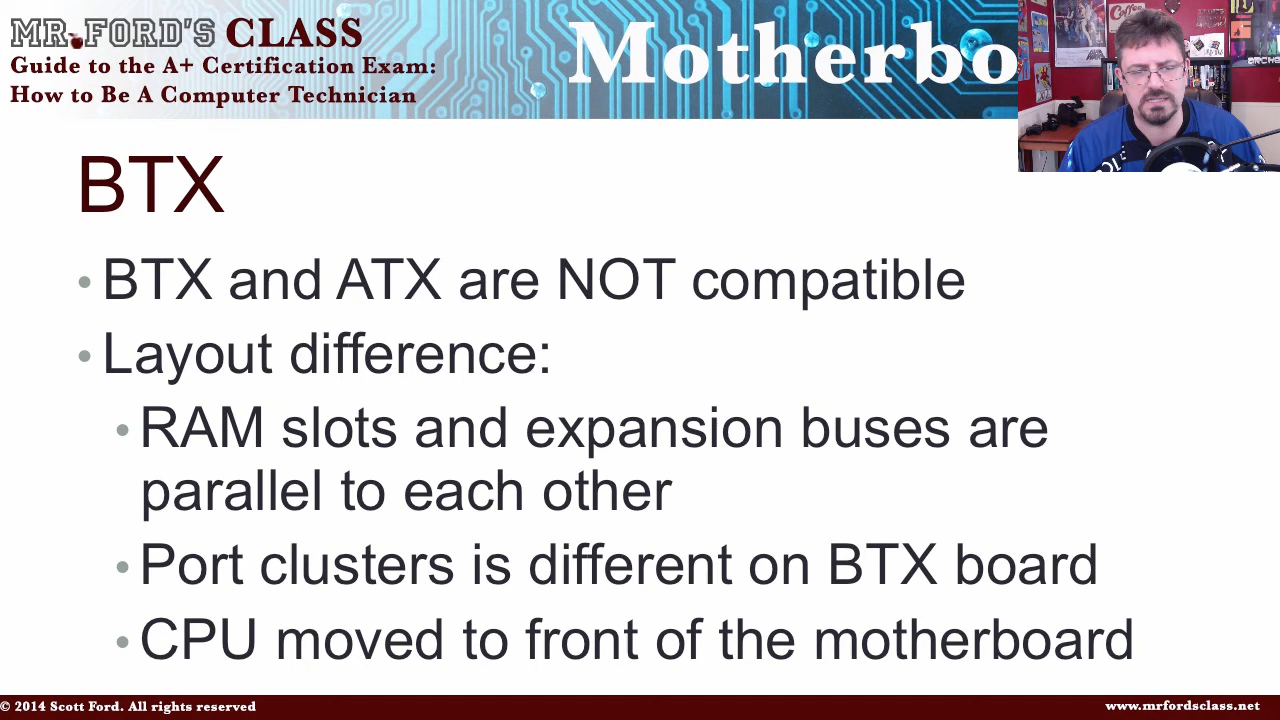 MR. FORD'S CLASS
Guide to the A+ Certification Exam:
How to Be A Computer Technician
Motherbo
Coffee
BTX
• BTX and ATX are NOT compatible
• Layout difference:
• RAM slots and expansion buses are
parallel to each other
• Port clusters is different on BTX board
• CPU moved to front of the motherboard
© 2014 Scott Ford. All rights reserved
www.mrfordsclass.net